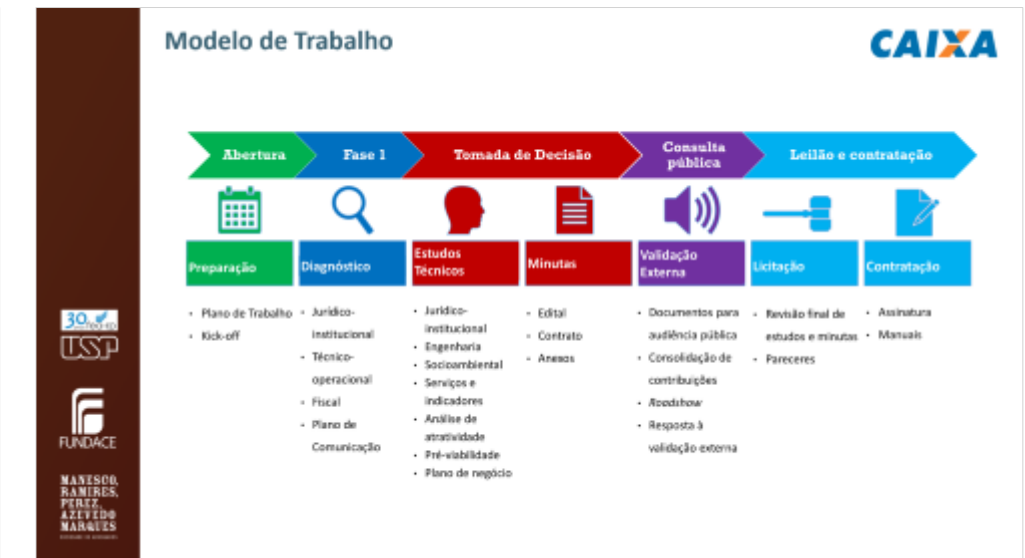 Modelo de Trabalho
CAIXA
Abertura
Fase 1
Tomada de Decisão
Consulta
pública
Leilão e contratação
Preparação
Diagnóstico
Estudos
Técnicos
Minutas
Validação
Externa
Licitação
Contratação
• Plano de Trabalho
• Kick-off
• Jurídico-
institucional
• Técnico-
operacional
• Fiscal
• Plano de
Comunicação
• Jurídico-
institucional
• Engenharia
• Socioambiental
• Serviços e
indicadores
• Análise de
atratividade
• Pré-viabilidade
• Plano de negócio
• Edital
• Contrato
• Anexos
• Documentos para
audiência pública
• Consolidação de
contribuições
• Roadshow
• Resposta à
validação externa
• Revisão final de
estudos e minutas
• Pareceres
• Assinatura
• Manuais
30
USP
FUNDACE
MANESCO,
RAMIRES,
PEREZ,
AZEVEDO
MARQUES